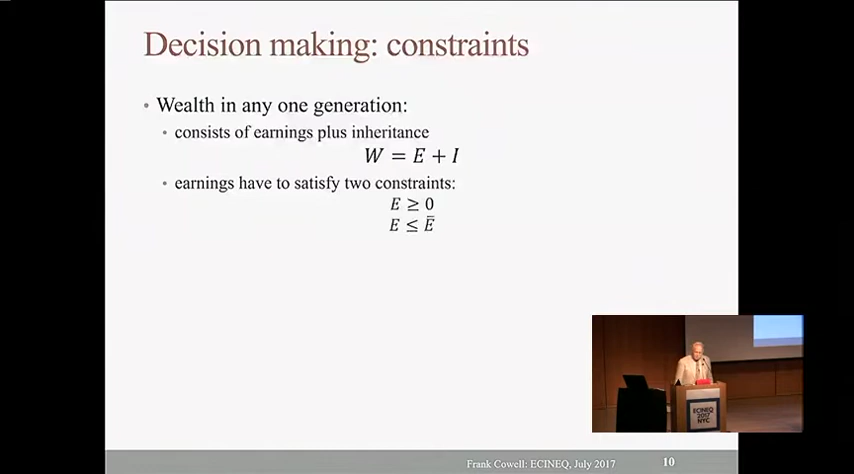 Decision making: constraints
• Wealth in any one generation:
• consists of earnings plus inheritance
W = E + I
• earnings have to satisfy two constraints:
E ≥ 0
E ≤ Ē
ECINEQ
2017
NYC
Frank Cowell: ECINEQ, July 2017
10